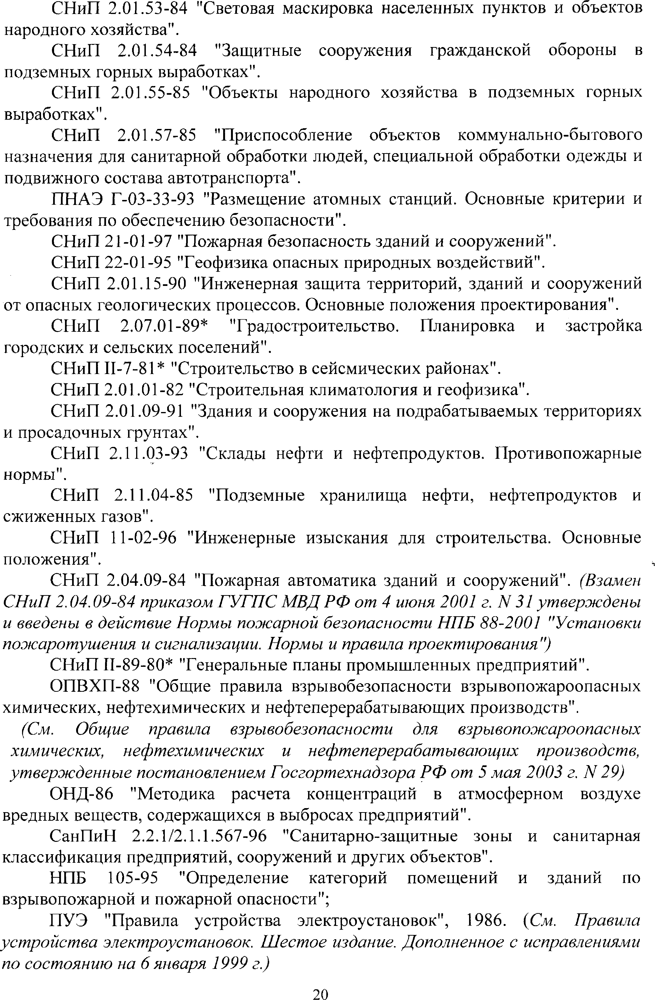 СНиП 2.01.53-84 "Световая маскировка населенных пунктов и объектов
народного хозяйства".
СНиП 2.01.54-84 "Защитные сооружения гражданской обороны в
подземных горных выработках".
СНиП 2.01.55-85 "Объекты народного хозяйства в подземных горных
выработках".
СНиП 2.01.57-85 "Приспособление объектов коммунально-бытового
назначения для санитарной обработки людей, специальной обработки одежды и
подвижного состава автотранспорта".
ПНАЭ Г-03-33-93 "Размещение атомных станций. Основные критерии и
требования по обеспечению безопасности".
СНиП 21-01-97 "Пожарная безопасность зданий и сооружений".
СНиП 22-01-95 "Геофизика опасных природных воздействий".
СНиП 2.01.15-90 "Инженерная защита территорий, зданий и сооружений
от опасных геологических процессов. Основные положения проектирования".
СНиП 2.07.01-89* "Градостроительство. Планировка и застройка
городских и сельских поселений".
СНиП II-7-81* "Строительство в сейсмических районах".
СНиП 2.01.01-82 "Строительная климатология и геофизика".
СНиП 2.01.09-91 "Здания и сооружения на подрабатываемых территориях
и просадочных грунтах".
СНиП 2.11.03-93 "Склады нефти и нефтепродуктов. Противопожарные
нормы".
СНиП 2.11.04-85 "Подземные хранилища нефти, нефтепродуктов и
сжиженных газов".
СНиП 11-02-96 "Инженерные изыскания для строительства. Основные
положения".
СНиП 2.04.09-84 "Пожарная автоматика зданий и сооружений". (Взамен
СНиП 2.04.09-84 приказом ГУГПС МВД РФ от 4 июня 2001 г. N 31 утверждены
и введены в действие Нормы пожарной безопасности НПБ 88-2001 "Установки
пожаротушения и сигнализации. Нормы и правила проектирования")
СНиП II-89-80* "Генеральные планы промышленных предприятий".
ОПВХП-88 "Общие правила взрывобезопасности взрывопожароопасных
химических, нефтехимических и нефтеперерабатывающих производств".
(См. Общие правила взрывобезопасности для взрывопожароопасных
химических, нефтехимических и нефтеперерабатывающих производств,
утвержденные постановлением Госгортехнадзора РФ от 5 мая 2003 г. N 29)
ОНД-86 "Методика расчета концентраций в атмосферном воздухе
вредных веществ, содержащихся в выбросах предприятий".
СанПиН 2.2.1/2.1.1.567-96 "Санитарно-защитные зоны и санитарная
классификация предприятий, сооружений и других объектов".
НПБ 105-95 "Определение категорий помещений и зданий по
взрывопожарной и пожарной опасности";
ПУЭ "Правила устройства электроустановок", 1986. (См. Правила
устройства электроустановок. Шестое издание. Дополненное с исправлениями
по состоянию на 6 января 1999 г.)
20